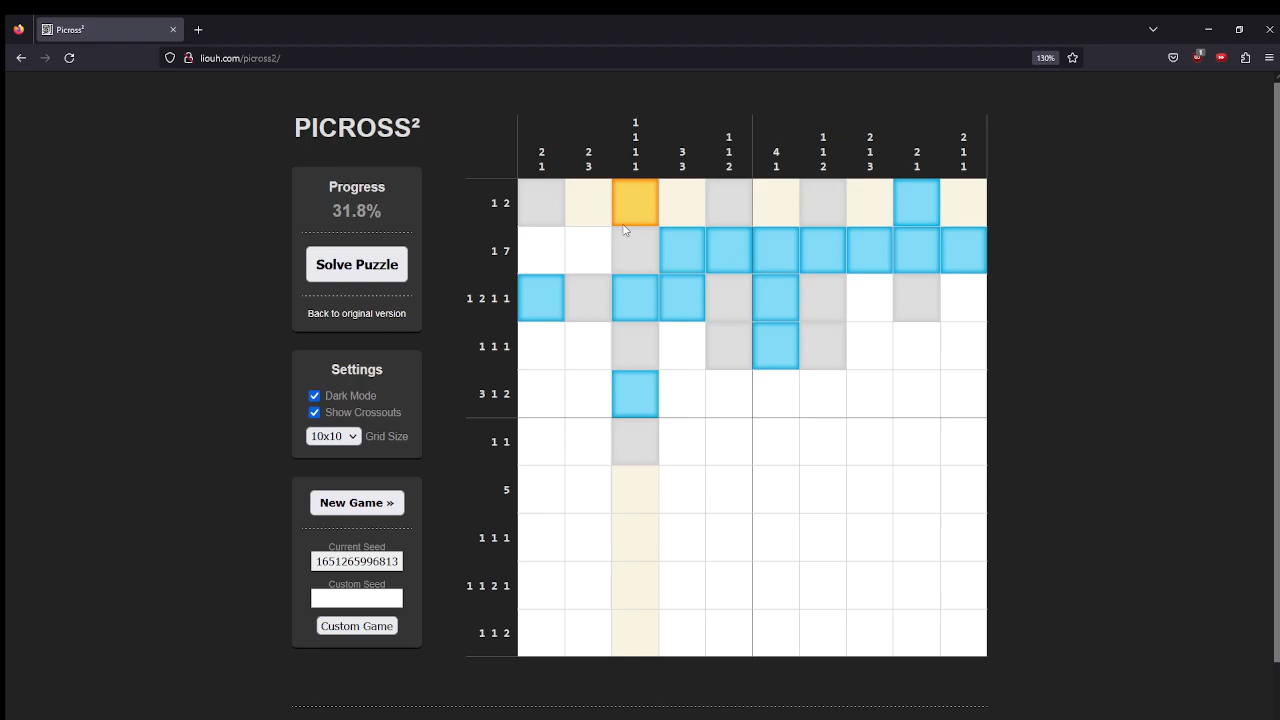 Picross²
liouh.com/picross2/
130%
1
PICROSS²
Progress
31.8%
Solve Puzzle
Back to original version
Settings
Dark Mode
Show Crossouts
10x10 Grid Size
New Game »
Current Seed
1651265996813
Custom Seed
Custom Game
1
1 1 1 2
2 2 1 3 1 4 1 1 2 1
1 3 1 3 2 1 2 3 1 1
1 2
1 7
1 2 1 1
1 1 1
3 1 2
1 1
5
1 1 1
1 1 2 1
1 1 2